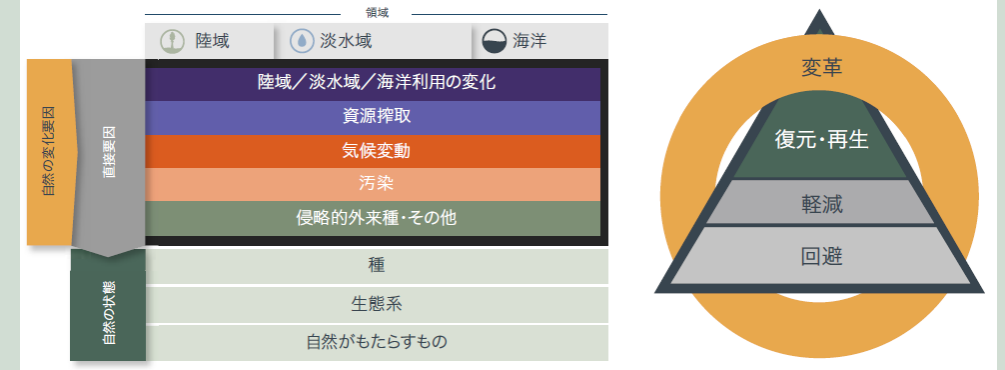 領域
陸域
淡水域
海洋
自然の変化要因
直接要因
陸域／淡水域／海洋利用の変化
資源搾取
気候変動
汚染
侵略的外来種・その他
自然の状態
種
生態系
自然がもたらすもの
変革
復元・再生
軽減
回避